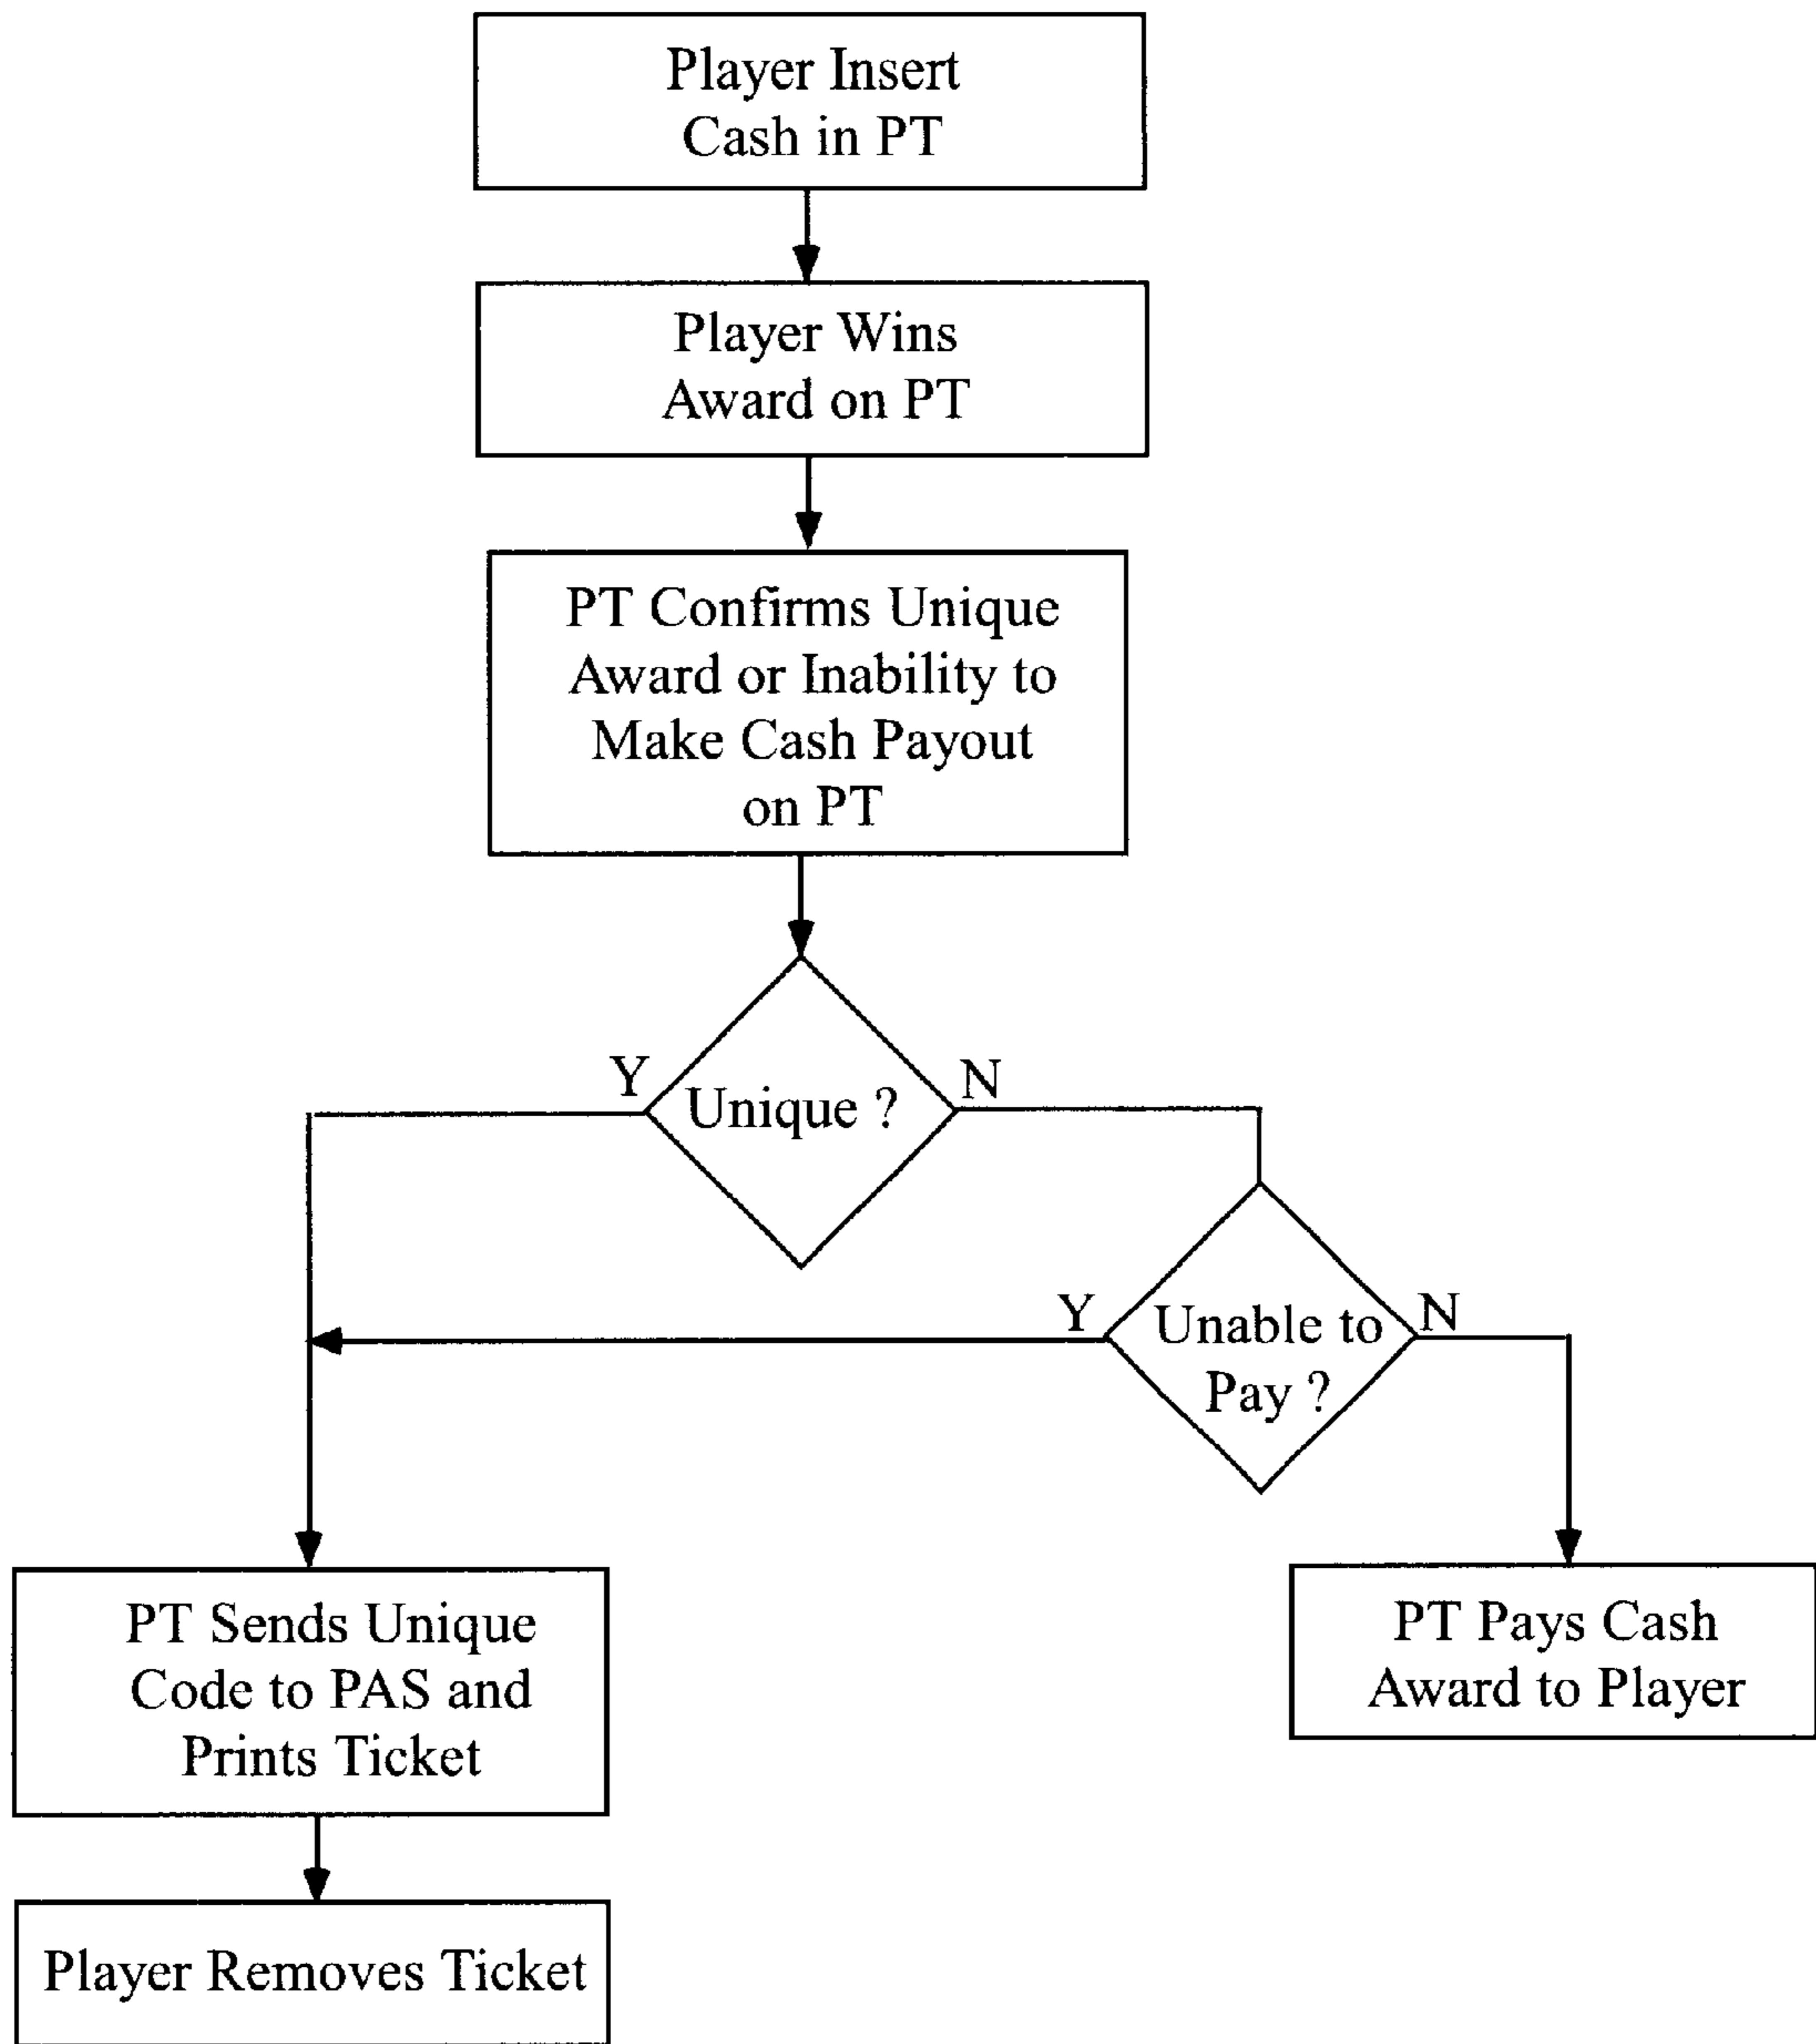 Player Insert
Cash in PT
Player Wins
Award on PT
PT Confirms Unique
Award or Inability to
Make Cash Payout
on PT
Y
Unique ?
N
Y
Unable to
Pay ?
N
PT Sends Unique
Code to PAS and
Prints Ticket
PT Pays Cash
Award to Player
Player Removes Ticket